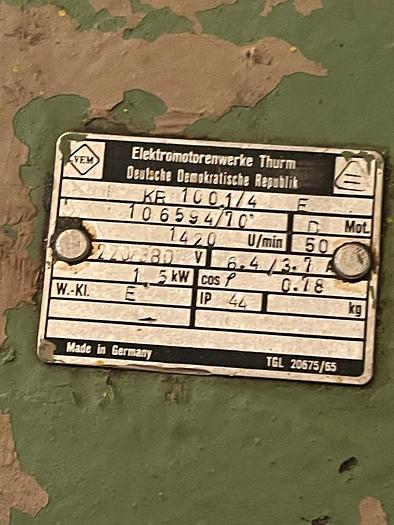 VEM
Elektromotorenwerke Thurm
Deutsche Demokratische Republik
KR 100.1/4 F
106594/70 D Mot.
1420 U/min 50
220/380 V 6.4/3.7 A
1.5 kW cos φ 0.78
W.-Kl. E IP 44
kg
Made in Germany TGL 20675/65